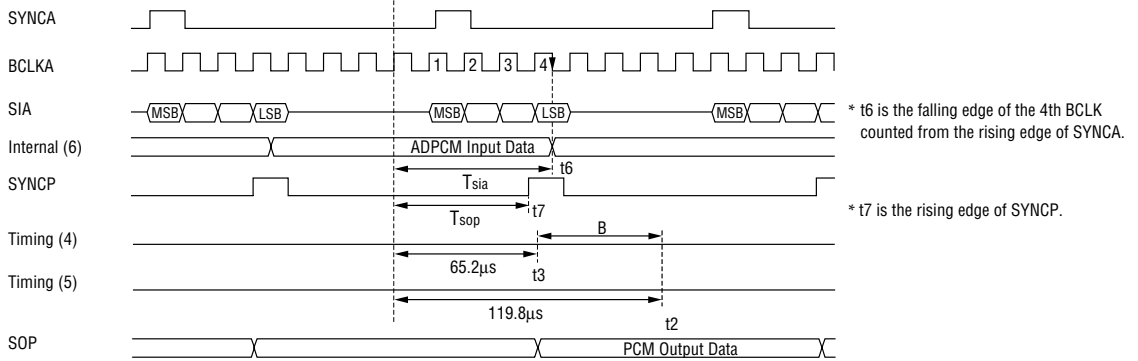 SYNCA
BCLKA
1 2 3 4
SIA
MSB LSB MSB LSB MSB
* t6 is the falling edge of the 4th BCLK
counted from the rising edge of SYNCA.
Internal (6)
ADPCM Input Data
t6
Tsia
SYNCP
t7
Tsop
* t7 is the rising edge of SYNCP.
Timing (4)
B
65.2μs
t3
Timing (5)
119.8μs
t2
SOP
PCM Output Data